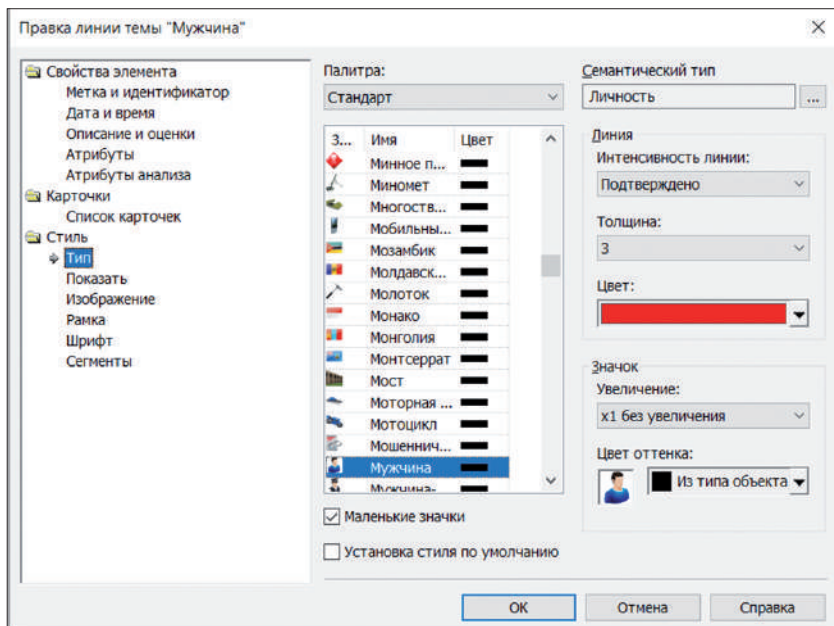 Правка линии темы "Мужчина"
Свойства элемента
Метка и идентификатор
Дата и время
Описание и оценки
Атрибуты
Атрибуты анализа
Карточки
Список карточек
Стиль
Тип
Показать
Изображение
Рамка
Шрифт
Сегменты
Палитра:
Стандарт
З... Имя Цвет
Минное п...
Миномет
Многоств...
Мобильны...
Мозамбик
Молдавск...
Молоток
Монако
Монголия
Монтсеррат
Мост
Моторная ...
Мотоцикл
Мошеннич...
Мужчина
Мужчина-
Маленькие значки
Установка стиля по умолчанию
Семантический тип
Личность
...
Линия
Интенсивность линии:
Подтверждено
Толщина:
3
Цвет:
Значок
Увеличение:
x1 без увеличения
Цвет оттенка:
Из типа объекта
ОК
Отмена
Справка